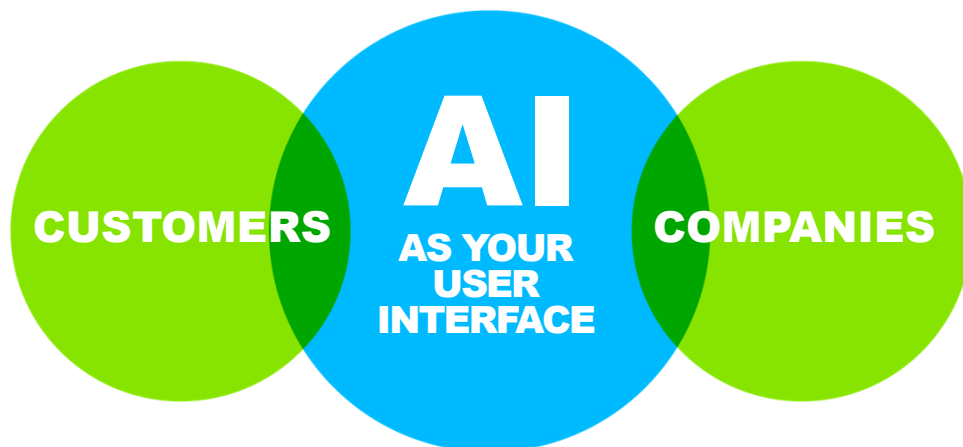 CUSTOMERS
AI
AS YOUR
USER
INTERFACE
COMPANIES